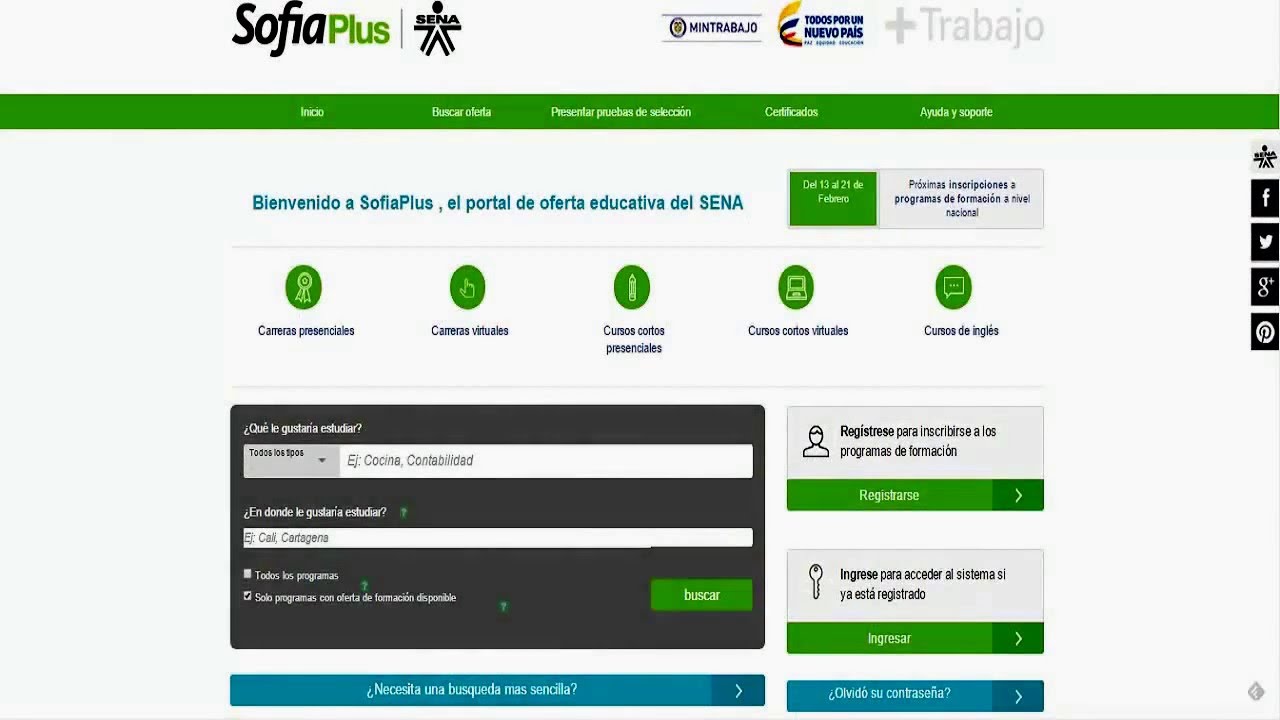 SofiaPlus
SENA
MINTRABAJO
TODOS POR UN
NUEVO PAÍS
PAZ EQUIDAD EDUCACIÓN
+Trabajo
Inicio
Buscar oferta
Presentar pruebas de selección
Certificados
Ayuda y soporte
SENA
Bienvenido a SofiaPlus , el portal de oferta educativa del SENA
Del 13 al 21 de
Febrero
Próximas inscripciones a
programas de formación a nivel
nacional
Carreras presenciales
Carreras virtuales
Cursos cortos
presenciales
Cursos cortos virtuales
Cursos de inglés
¿Qué le gustaría estudiar?
Todos los tipos
Ej: Cocina, Contabilidad
¿En donde le gustaría estudiar? ?
Ej: Cali, Cartagena
Todos los programas ?
Solo programas con oferta de formación disponible ?
buscar
¿Necesita una busqueda mas sencilla?
Regístrese para inscribirse a los
programas de formación
Registrarse
Ingrese para acceder al sistema si
ya está registrado
Ingresar
¿Olvidó su contraseña?
f
g+